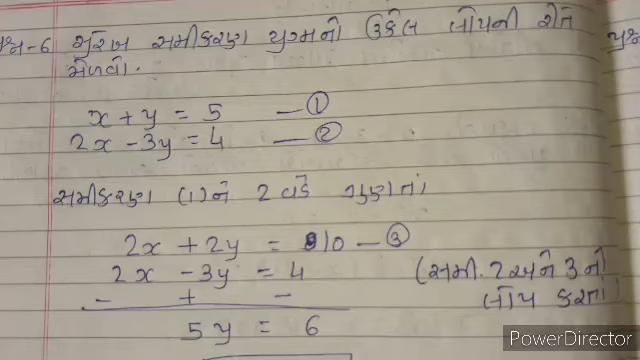 પ્રશ્ન-6 સુરેખ સમીકરણ યુગ્મનો ઉકેલ લોપની રીતે
મેળવો.
x + y = 5 — ①
2x - 3y = 4 — ②
સમીકરણ (1)ને 2 વડે ગુણતાં
2x + 2y = 10 — ③
2x - 3y = 4 (સમી. 2 અને 3 નો
- + - લોપ કરતા)
5y = 6
PowerDirector